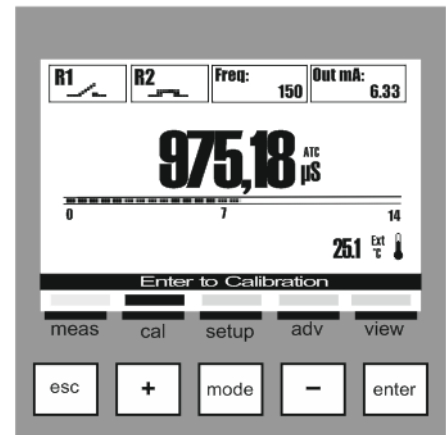 R1 R2 Freq: 150 Out mA: 6.33
975,18 ATC µS
0 7 14
25.1 Ext °C
Enter to Calibration
meas cal setup adv view
esc + mode − enter